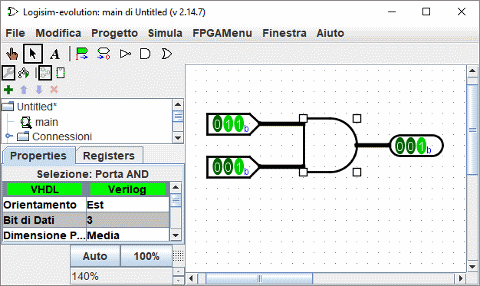 Logisim-evolution: main di Untitled (v 2.14.7)
File Modifica Progetto Simula FPGAMenu Finestra Aiuto
A
Untitled*
main
Connessioni
Properties Registers
Selezione: Porta AND
VHDL Verilog
Orientamento Est
Bit di Dati 3
Dimensione P... Media
Auto 100%
140%
011b
001b
001b